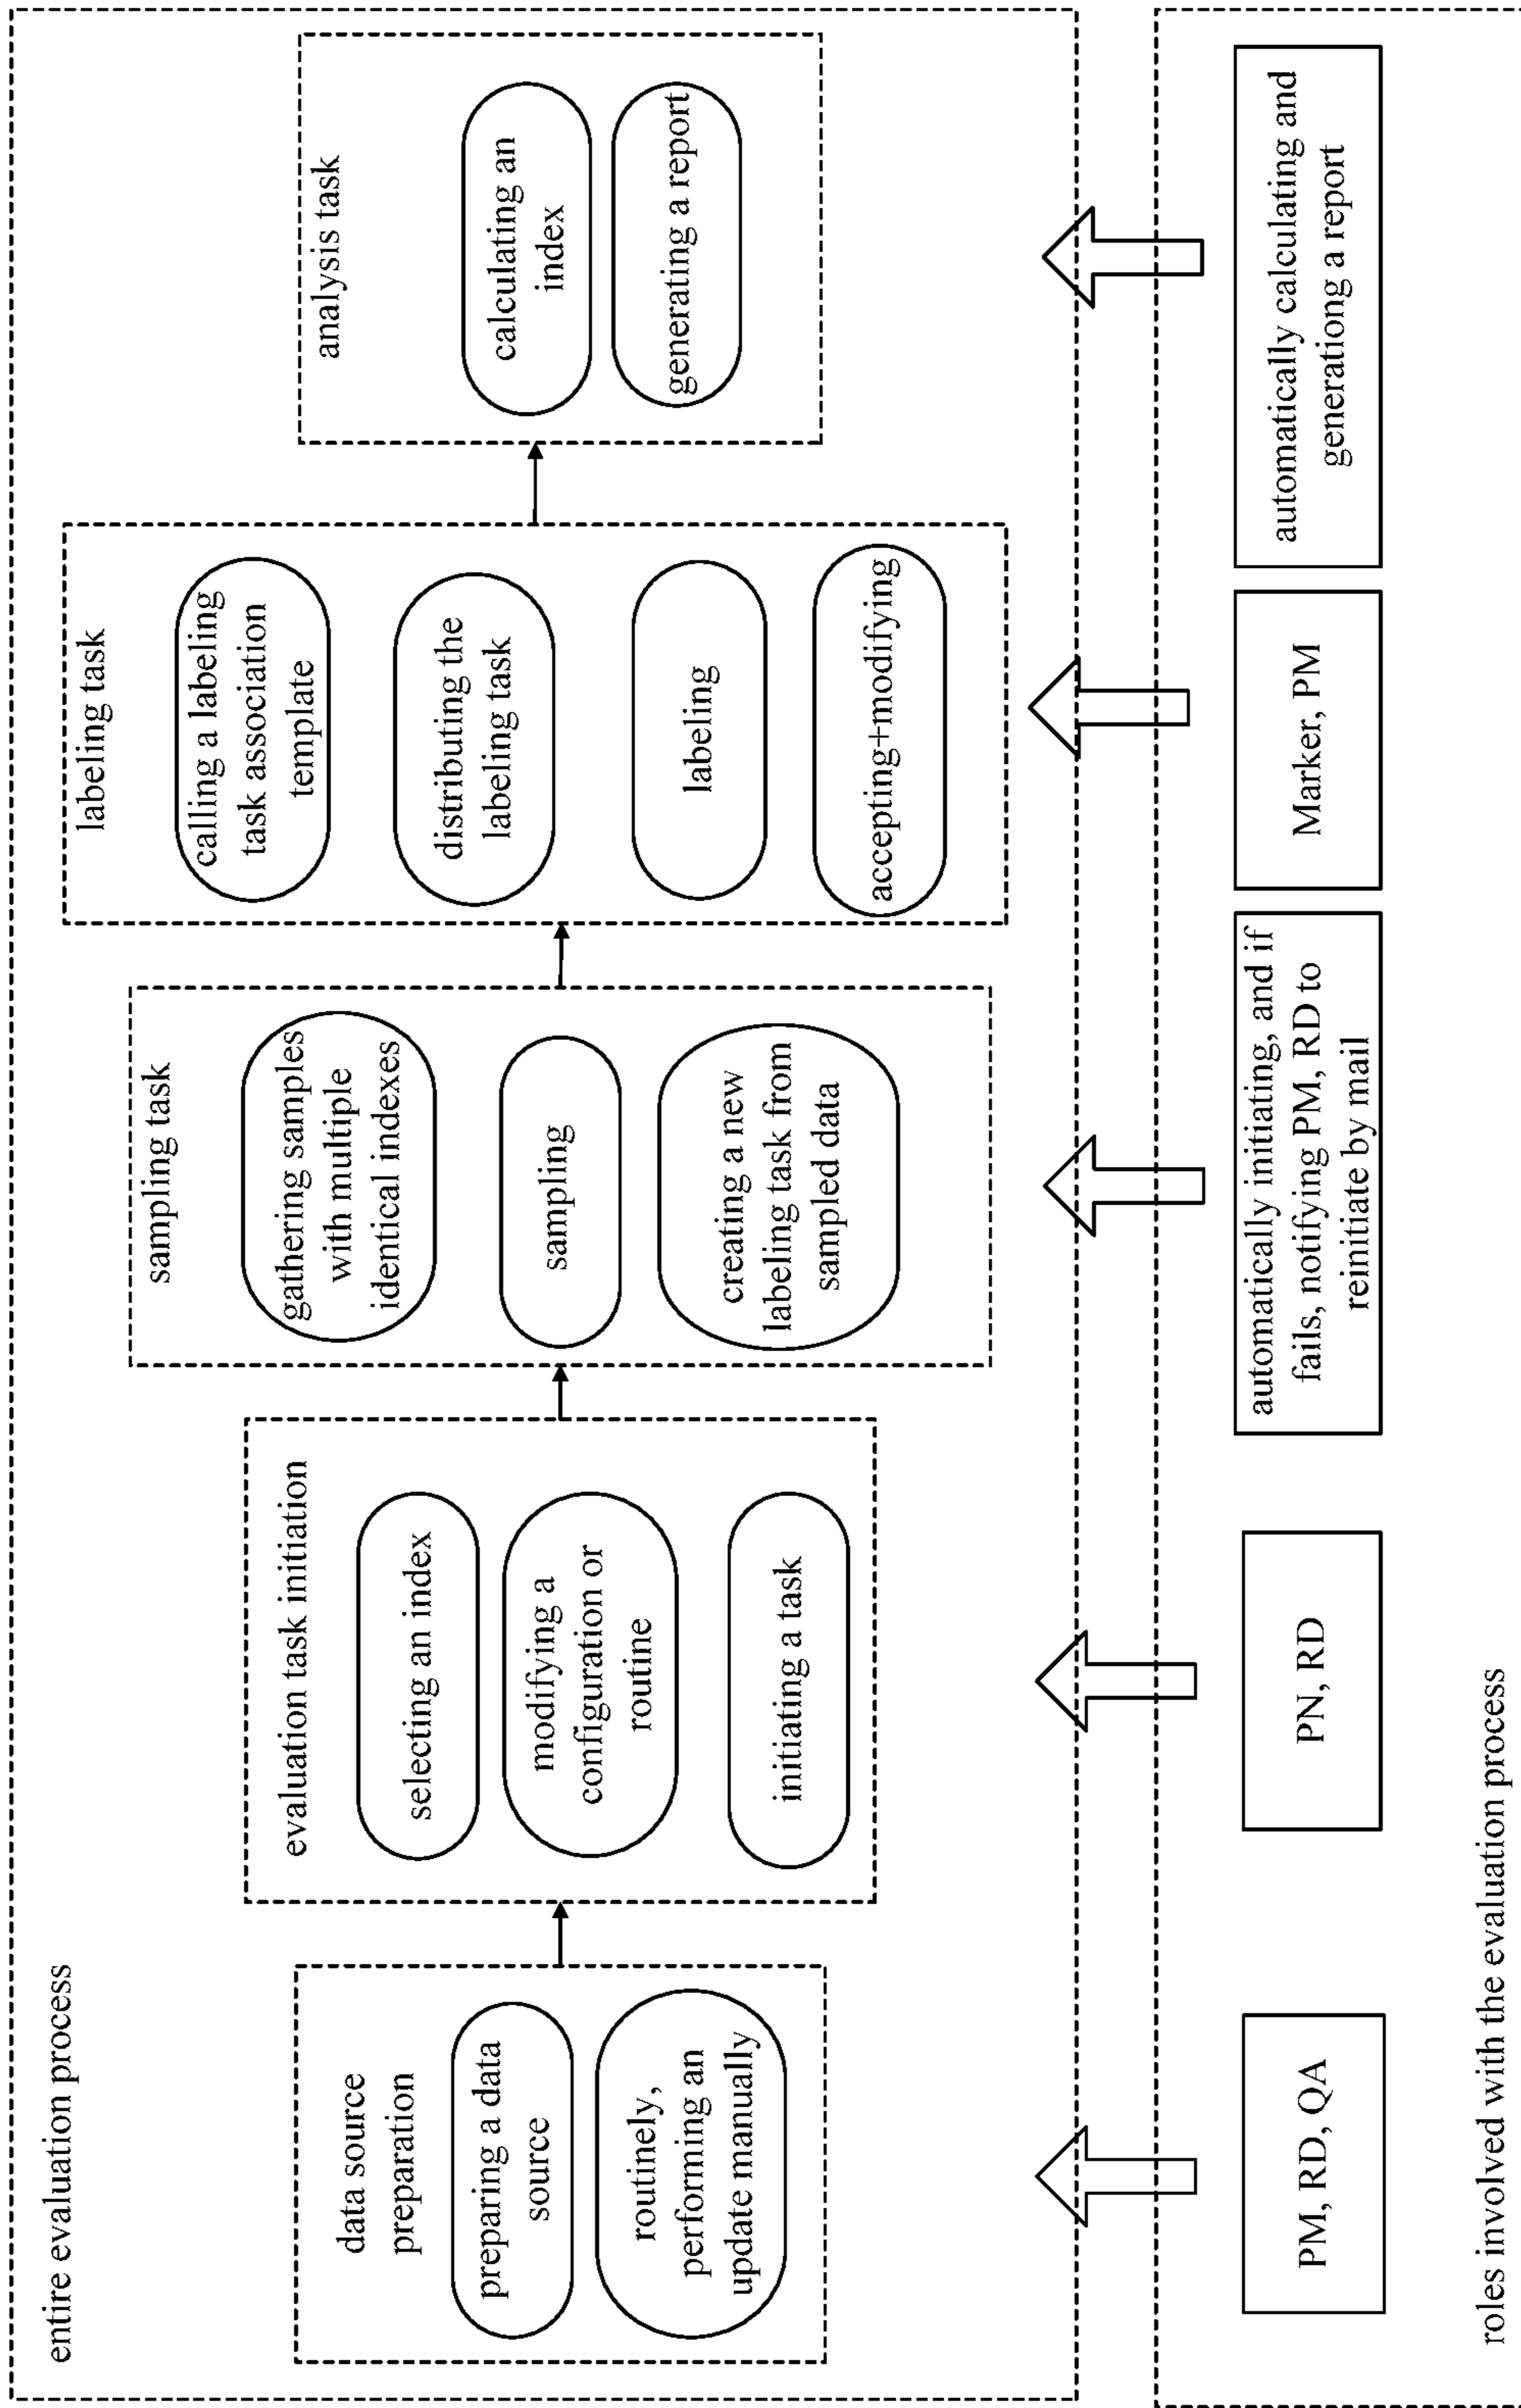 entire evaluation process
data source
preparation
preparing a data
source
routinely,
performing an
update manually
evaluation task initiation
selecting an index
modifying a
configuration or
routine
initiating a task
sampling task
gathering samples
with multiple
identical indexes
sampling
creating a new
labeling task from
sampled data
labeling task
calling a labeling
task association
template
distributing the
labeling task
labeling
accepting+modifying
analysis task
calculating an
index
generating a report
PM, RD, QA
PN, RD
automatically initiating, and if
fails, notifying PM, RD to
reinitiate by mail
Marker, PM
automatically calculating and
generationg a report
roles involved with the evaluation process